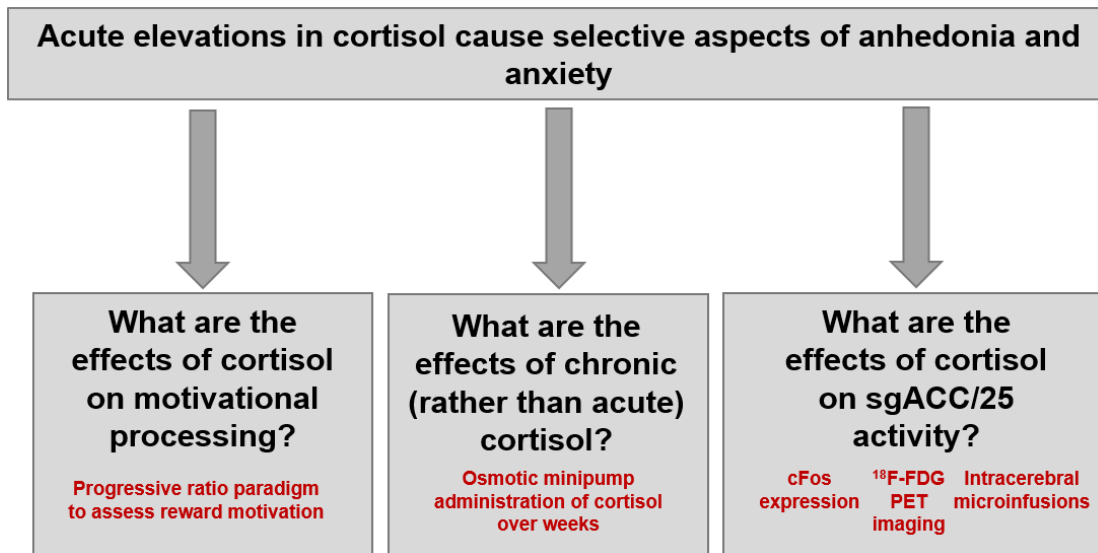 Acute elevations in cortisol cause selective aspects of anhedonia and
anxiety
What are the
effects of cortisol
on motivational
processing?
Progressive ratio paradigm
to assess reward motivation
What are the
effects of chronic
(rather than acute)
cortisol?
Osmotic minipump
administration of cortisol
over weeks
What are the
effects of cortisol
on sgACC/25
activity?
cFos
expression
¹⁸F-FDG
PET
imaging
Intracerebral
microinfusions